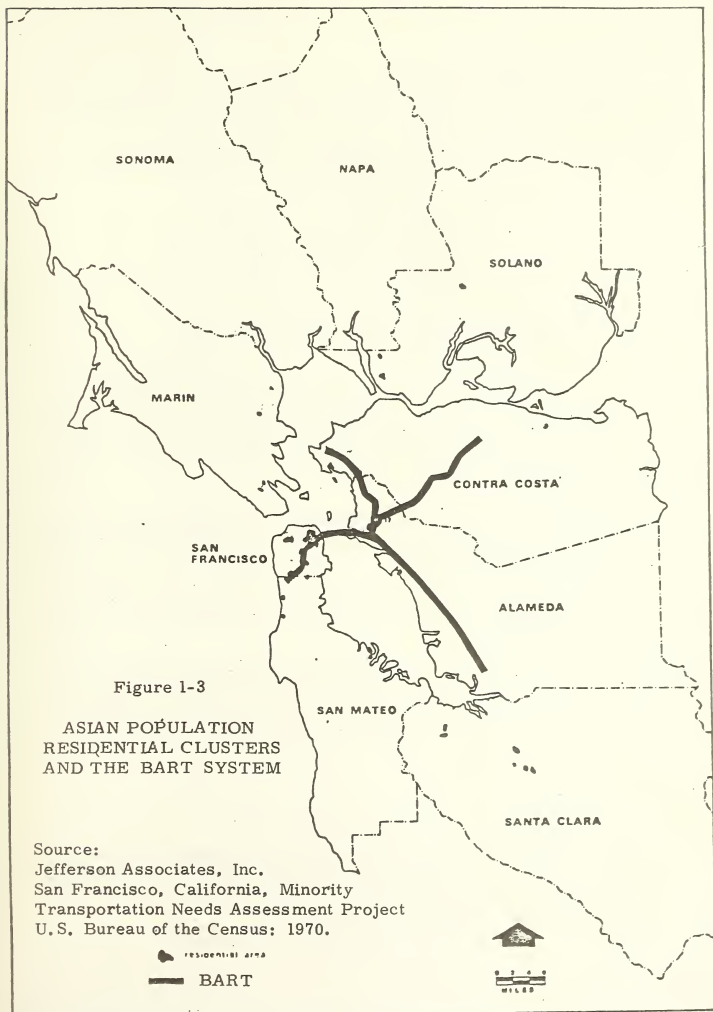 SONOMA
NAPA
SOLANO
MARIN
CONTRA COSTA
SAN
FRANCISCO
ALAMEDA
Figure 1-3
SAN MATEO
ASIAN POPULATION
RESIDENTIAL CLUSTERS
AND THE BART SYSTEM
SANTA CLARA
Source:
Jefferson Associates, Inc.
San Francisco, California, Minority
Transportation Needs Assessment Project
U.S. Bureau of the Census: 1970.
residential area
BART
MILES